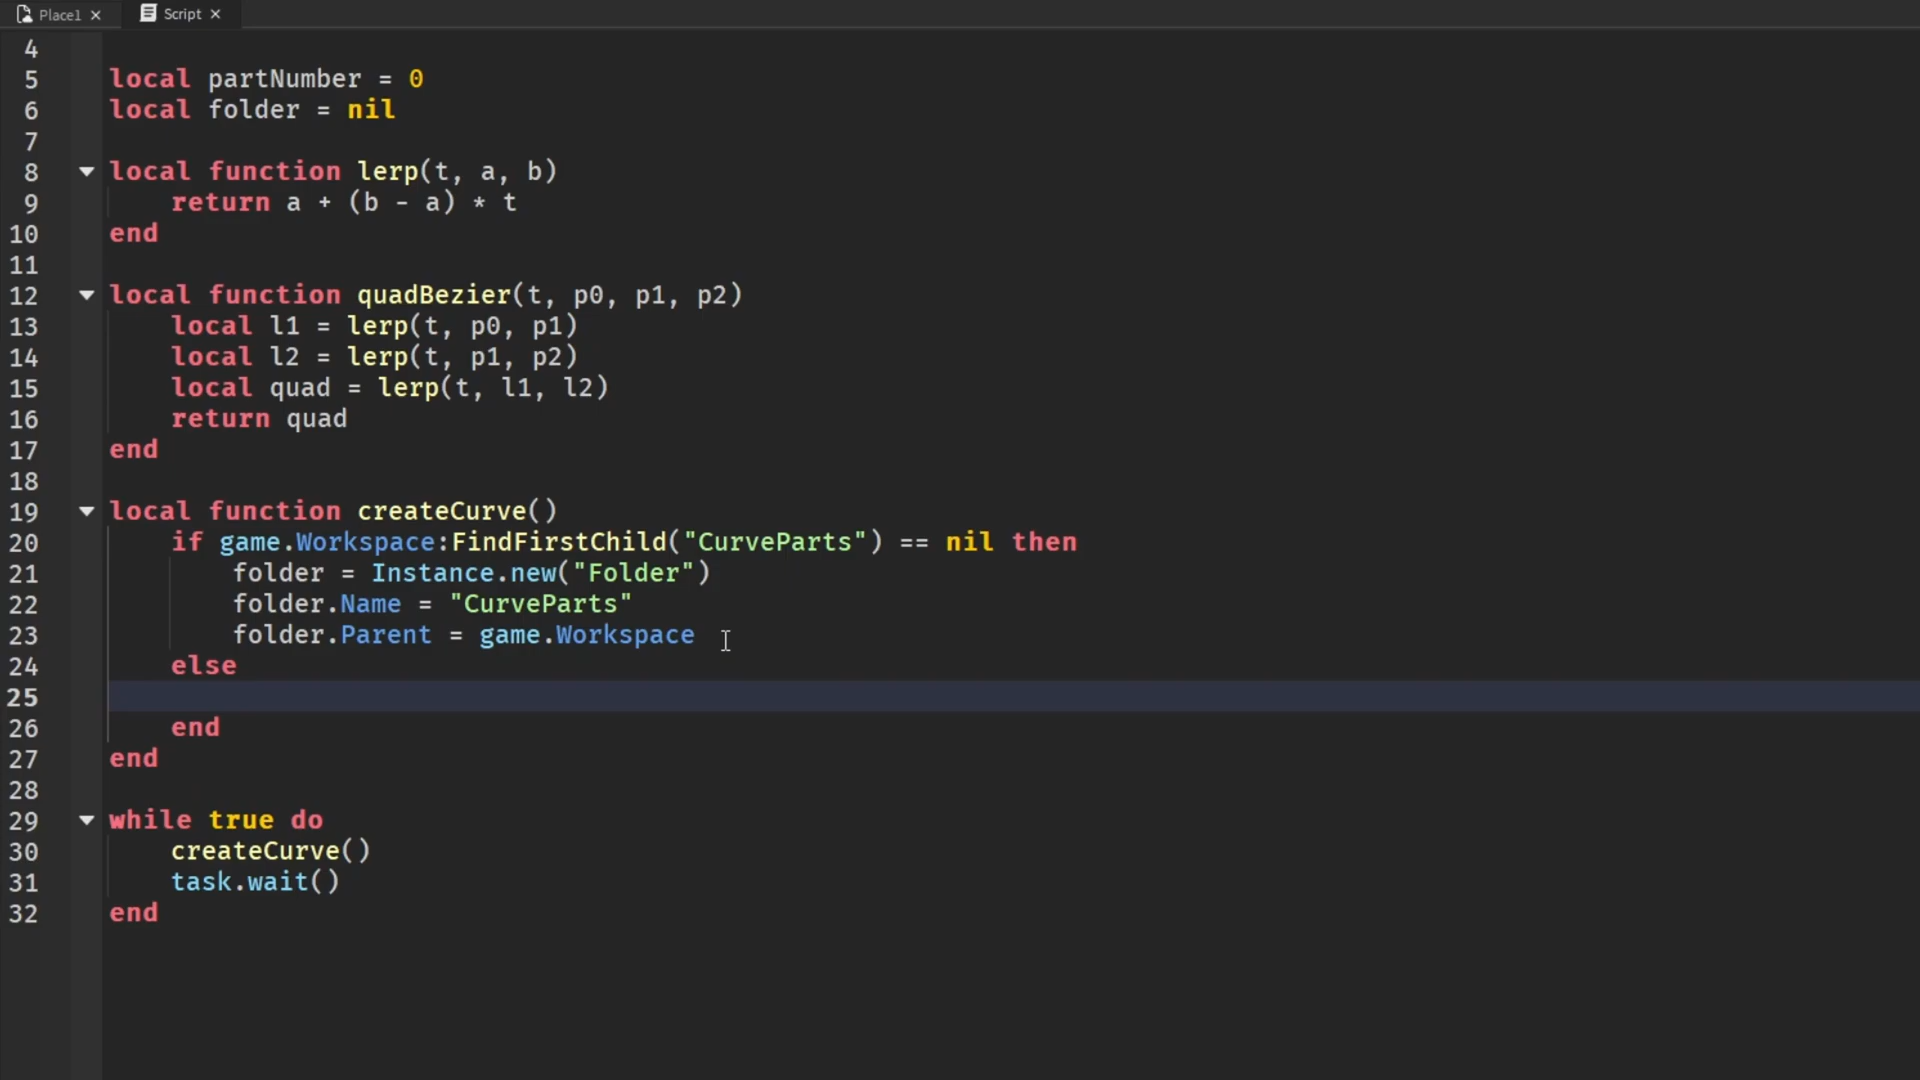 Place1 × Script ×
4
5 local partNumber = 0
6 local folder = nil
7
8 local function lerp(t, a, b)
9 return a + (b - a) * t
10 end
11
12 local function quadBezier(t, p0, p1, p2)
13 local l1 = lerp(t, p0, p1)
14 local l2 = lerp(t, p1, p2)
15 local quad = lerp(t, l1, l2)
16 return quad
17 end
18
19 local function createCurve()
20 if game.Workspace:FindFirstChild("CurveParts") == nil then
21 folder = Instance.new("Folder")
22 folder.Name = "CurveParts"
23 folder.Parent = game.Workspace
24 else
25
26 end
27 end
28
29 while true do
30 createCurve()
31 task.wait()
32 end